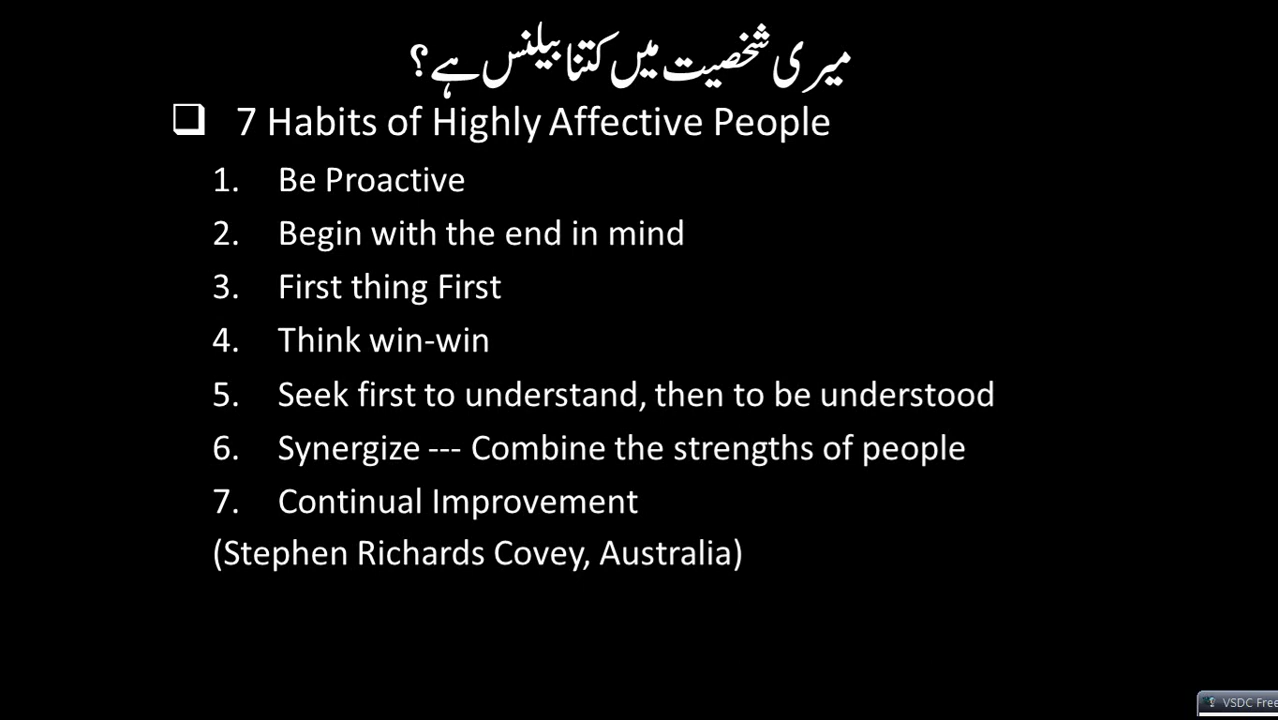 میری شخصیت میں کتنا بیلنس ہے؟
❑ 7 Habits of Highly Affective People
1. Be Proactive
2. Begin with the end in mind
3. First thing First
4. Think win-win
5. Seek first to understand, then to be understood
6. Synergize --- Combine the strengths of people
7. Continual Improvement
(Stephen Richards Covey, Australia)
VSDC Free